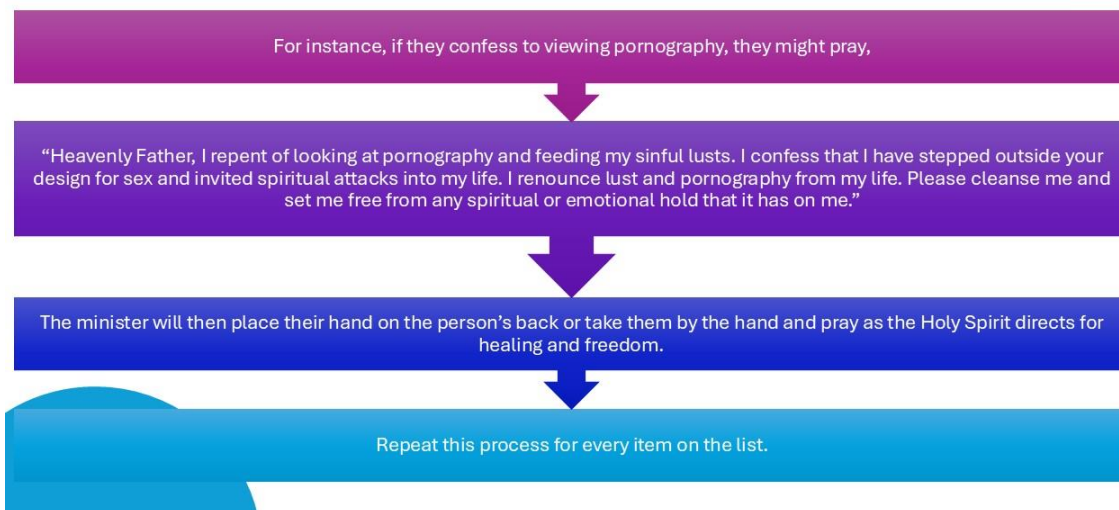 For instance, if they confess to viewing pornography, they might pray,
“Heavenly Father, I repent of looking at pornography and feeding my sinful lusts. I confess that I have stepped outside your
design for sex and invited spiritual attacks into my life. I renounce lust and pornography from my life. Please cleanse me and
set me free from any spiritual or emotional hold that it has on me.”
The minister will then place their hand on the person’s back or take them by the hand and pray as the Holy Spirit directs for
healing and freedom.
Repeat this process for every item on the list.